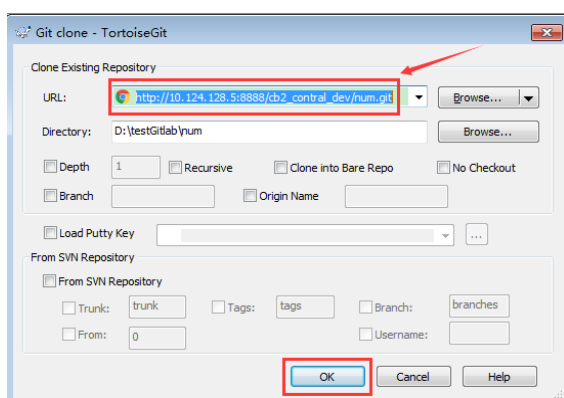 Git clone - TortoiseGit
Clone Existing Repository
URL: http://10.124.128.5:8888/cb2_contral_dev/num.git Browse...
Directory: D:\testGitlab\num Browse...
Depth 1 Recursive Clone into Bare Repo No Checkout
Branch Origin Name
Load Putty Key ...
From SVN Repository
From SVN Repository
Trunk: trunk Tags: tags Branch: branches
From: 0 Username:
OK Cancel Help